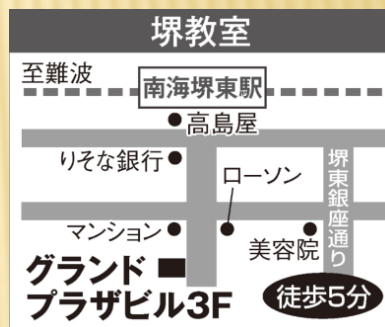 堺教室
至難波
南海堺東駅
高島屋
りそな銀行
ローソン
堺東銀座通り
マンション
美容院
グランド
プラザビル3F
徒歩5分